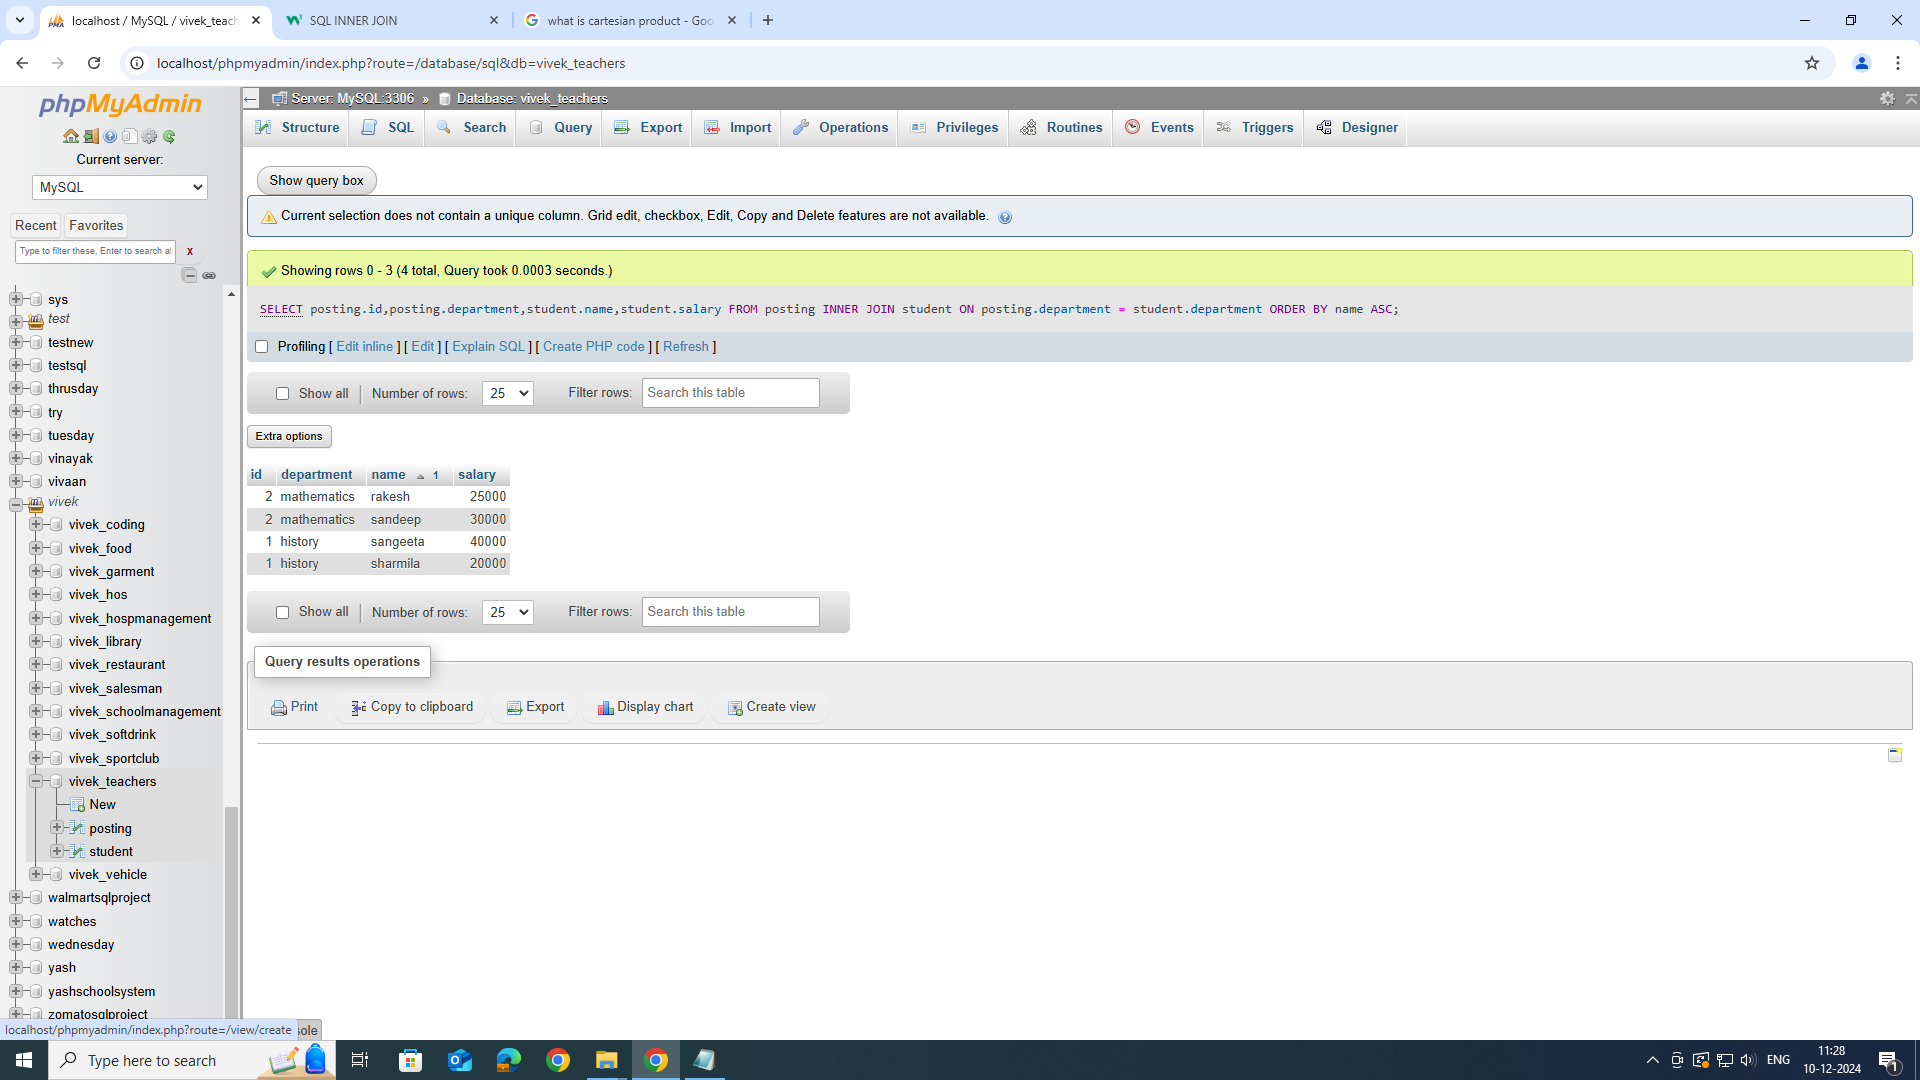 localhost / MySQL / vivek_teach
SQL INNER JOIN
what is cartesian product - Goo
localhost/phpmyadmin/index.php?route=/database/sql&db=vivek_teachers
phpMyAdmin
Current server:
MySQL
Recent
Favorites
Type to filter these, Enter to search al
x
sys
test
testnew
testsql
thrusday
try
tuesday
vinayak
vivaan
vivek
vivek_coding
vivek_food
vivek_garment
vivek_hos
vivek_hospmanagement
vivek_library
vivek_restaurant
vivek_salesman
vivek_schoolmanagement
vivek_softdrink
vivek_sportclub
vivek_teachers
New
posting
student
vivek_vehicle
walmartsqlproject
watches
wednesday
yash
yashschoolsystem
zomatosqlproject
Server: MySQL:3306 » Database: vivek_teachers
Structure SQL Search Query Export Import Operations Privileges Routines Events Triggers Designer
Show query box
Current selection does not contain a unique column. Grid edit, checkbox, Edit, Copy and Delete features are not available.
Showing rows 0 - 3 (4 total, Query took 0.0003 seconds.)
SELECT posting.id,posting.department,student.name,student.salary FROM posting INNER JOIN student ON posting.department = student.department ORDER BY name ASC;
Profiling [ Edit inline ] [ Edit ] [ Explain SQL ] [ Create PHP code ] [ Refresh ]
Show all Number of rows: 25 Filter rows: Search this table
Extra options
id department name 1 salary
2 mathematics rakesh 25000
2 mathematics sandeep 30000
1 history sangeeta 40000
1 history sharmila 20000
Show all Number of rows: 25 Filter rows: Search this table
Query results operations
Print Copy to clipboard Export Display chart Create view
localhost/phpmyadmin/index.php?route=/view/create
sole
Type here to search
ENG
11:28
10-12-2024
1